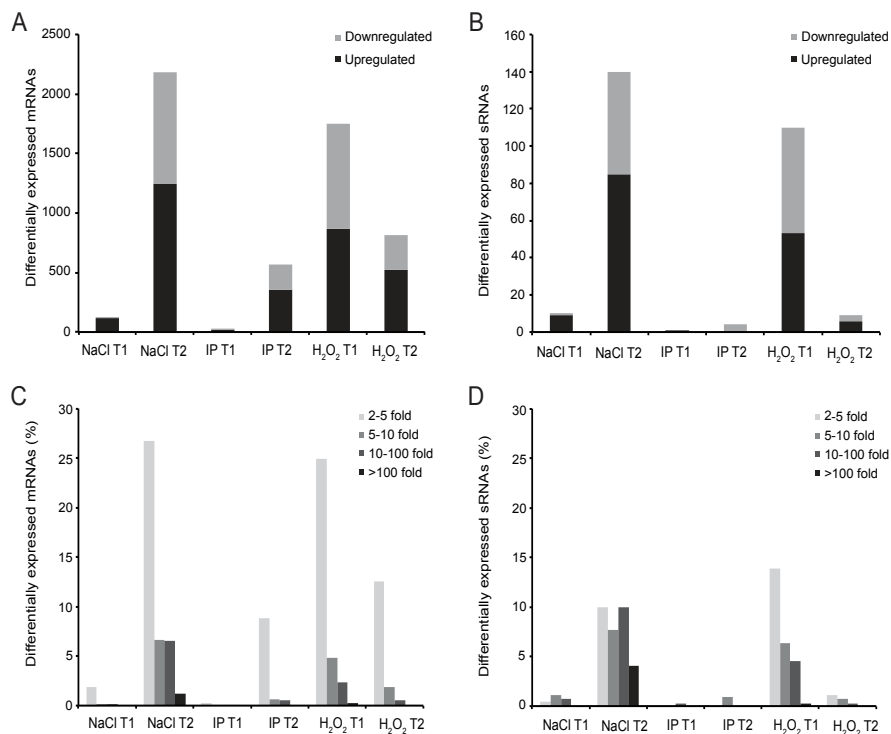 A
Differentially expressed mRNAs
2500
2000
1500
1000
500
0
Downregulated
Upregulated
NaCl T1 NaCl T2 IP T1 IP T2 H₂O₂ T1 H₂O₂ T2
B
Differentially expressed sRNAs
160
140
120
100
80
60
40
20
0
Downregulated
Upregulated
NaCl T1 NaCl T2 IP T1 IP T2 H₂O₂ T1 H₂O₂ T2
C
Differentially expressed mRNAs (%)
30
25
20
15
10
5
0
2-5 fold
5-10 fold
10-100 fold
>100 fold
NaCl T1 NaCl T2 IP T1 IP T2 H₂O₂ T1 H₂O₂ T2
D
Differentially expressed sRNAs (%)
30
25
20
15
10
5
0
2-5 fold
5-10 fold
10-100 fold
>100 fold
NaCl T1 NaCl T2 IP T1 IP T2 H₂O₂ T1 H₂O₂ T2